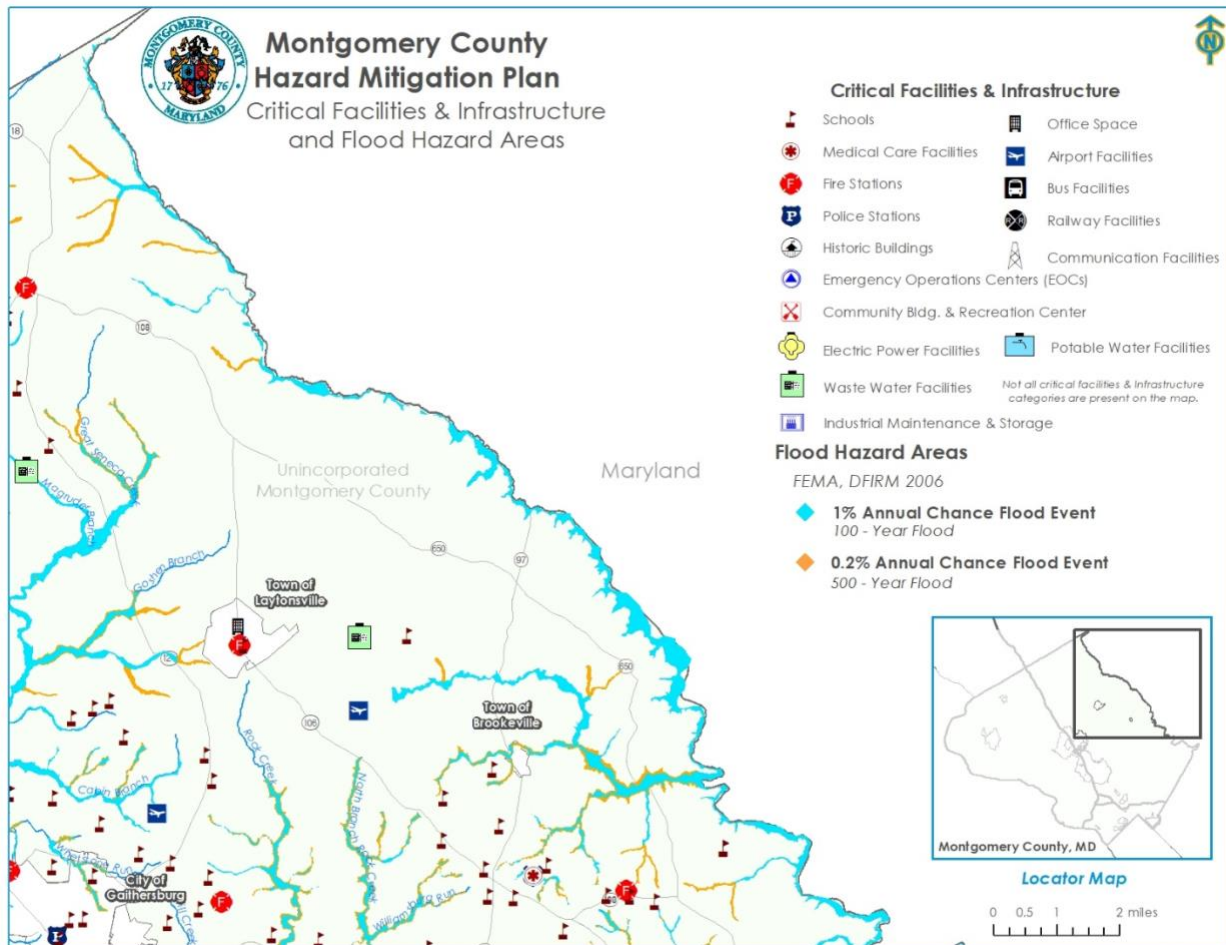 MONTGOMERY COUNTY
17 76
MARYLAND
Montgomery County
Hazard Mitigation Plan
Critical Facilities & Infrastructure
and Flood Hazard Areas
N
Critical Facilities & Infrastructure
Schools
Medical Care Facilities
Fire Stations
Police Stations
Historic Buildings
Emergency Operations Centers (EOCs)
Community Bldg. & Recreation Center
Electric Power Facilities
Waste Water Facilities
Industrial Maintenance & Storage
Office Space
Airport Facilities
Bus Facilities
Railway Facilities
Communication Facilities
Potable Water Facilities
Not all critical facilities & Infrastructure
categories are present on the map.
Flood Hazard Areas
FEMA, DFIRM 2006
1% Annual Chance Flood Event
100 - Year Flood
0.2% Annual Chance Flood Event
500 - Year Flood
Montgomery County, MD
Locator Map
0 0.5 1 2 miles
18
F
108
Great Seneca Creek
Unincorporated
Montgomery County
Maryland
Magruder Branch
650
97
Goshen Branch
Town of
Laytonsville
F
650
Town of
Brookeville
108
Rock Creek
North Branch Rock Creek
Cabin Branch
Whetstone Run
City of
Gaithersburg
F
Williamsburg Run
F
P